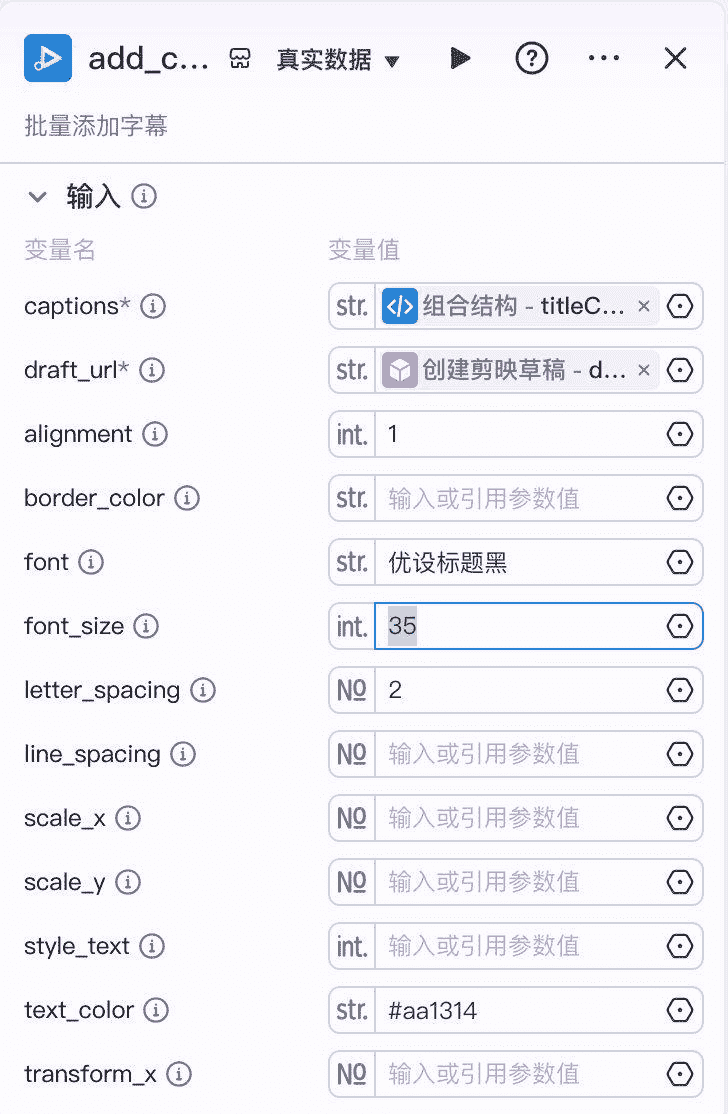 add_c... 真实数据 ▼ ? ... ×
批量添加字幕
输入
变量名 变量值
captions* str. 组合结构 - titleC... ×
draft_url* str. 创建剪映草稿 - d... ×
alignment int. 1
border_color str. 输入或引用参数值
font str. 优设标题黑
font_size int. 35
letter_spacing NO 2
line_spacing NO 输入或引用参数值
scale_x NO 输入或引用参数值
scale_y NO 输入或引用参数值
style_text int. 输入或引用参数值
text_color str. #aa1314
transform_x NO 输入或引用参数值